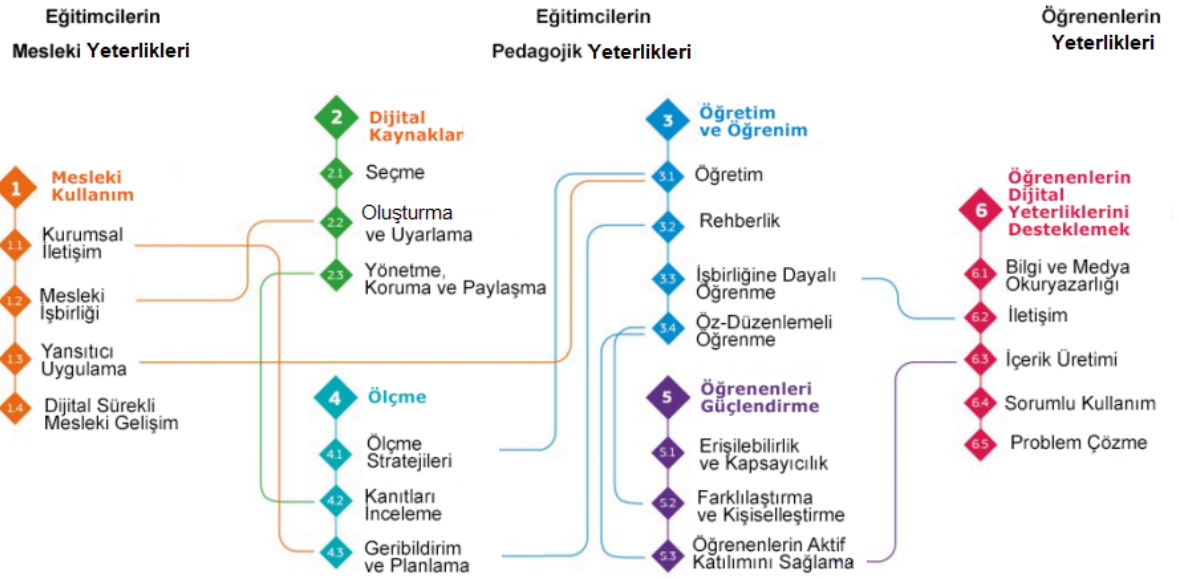 Eğitimcilerin
Mesleki Yeterlikleri
Eğitimcilerin
Pedagojik Yeterlikleri
Öğrenenlerin
Yeterlikleri
1
Mesleki
Kullanım
1.1
Kurumsal
İletişim
1.2
Mesleki
İşbirliği
1.3
Yansıtıcı
Uygulama
1.4
Dijital Sürekli
Mesleki Gelişim
2
Dijital
Kaynaklar
2.1
Seçme
2.2
Oluşturma
ve Uyarlama
2.3
Yönetme,
Koruma ve Paylaşma
4
Ölçme
4.1
Ölçme
Stratejileri
4.2
Kanıtları
İnceleme
4.3
Geribildirim
ve Planlama
3
Öğretim
ve Öğrenim
3.1
Öğretim
3.2
Rehberlik
3.3
İşbirliğine Dayalı
Öğrenme
3.4
Öz-Düzenlemeli
Öğrenme
5
Öğrenenleri
Güçlendirme
5.1
Erişilebilirlik
ve Kapsayıcılık
5.2
Farklılaştırma
ve Kişiselleştirme
5.3
Öğrenenlerin Aktif
Katılımını Sağlama
6
Öğrenenlerin
Dijital
Yeterliklerini
Desteklemek
6.1
Bilgi ve Medya
Okuryazarlığı
6.2
İletişim
6.3
İçerik Üretimi
6.4
Sorumlu Kullanım
6.5
Problem Çözme